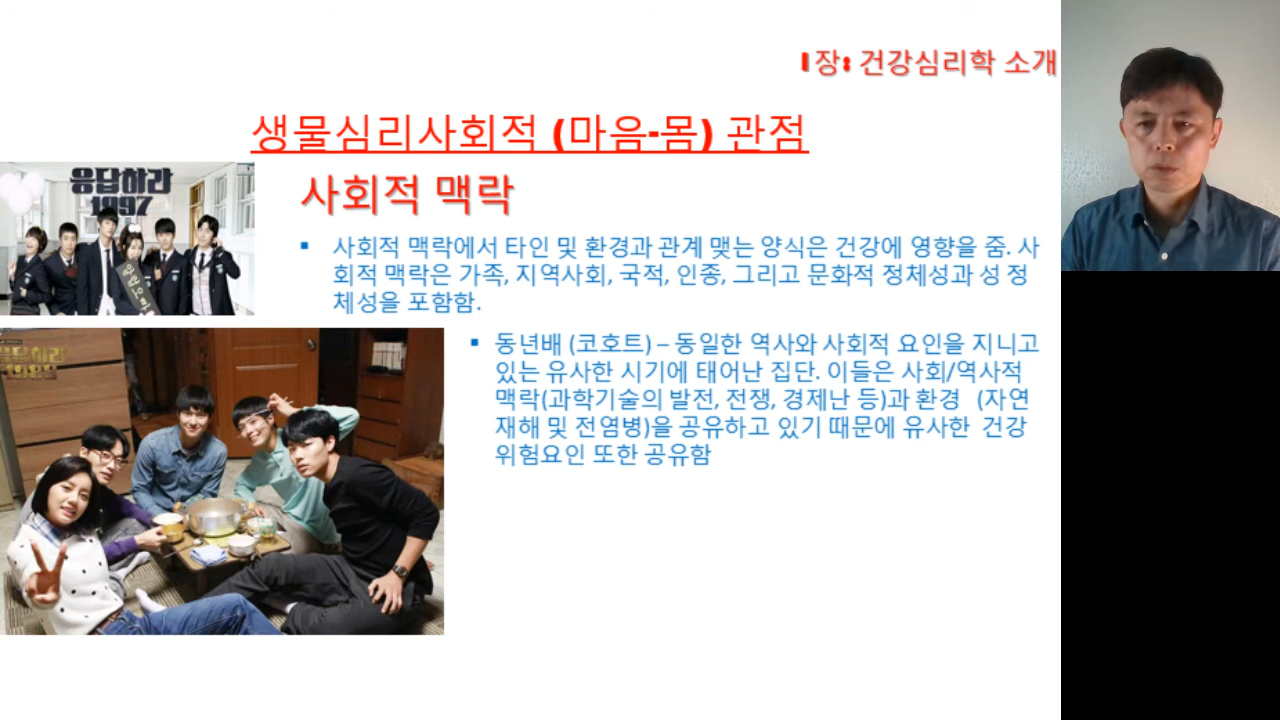 1장: 건강심리학 소개
생물심리사회적 (마음-몸) 관점
사회적 맥락
응답하라
1997
▪ 사회적 맥락에서 타인 및 환경과 관계 맺는 양식은 건강에 영향을 줌. 사
회적 맥락은 가족, 지역사회, 국적, 인종, 그리고 문화적 정체성과 성 정
체성을 포함함.
▪ 동년배 (코호트) – 동일한 역사와 사회적 요인을 지니고
있는 유사한 시기에 태어난 집단. 이들은 사회/역사적
맥락(과학기술의 발전, 전쟁, 경제난 등)과 환경 (자연
재해 및 전염병)을 공유하고 있기 때문에 유사한 건강
위험요인 또한 공유함
응답하라
1988